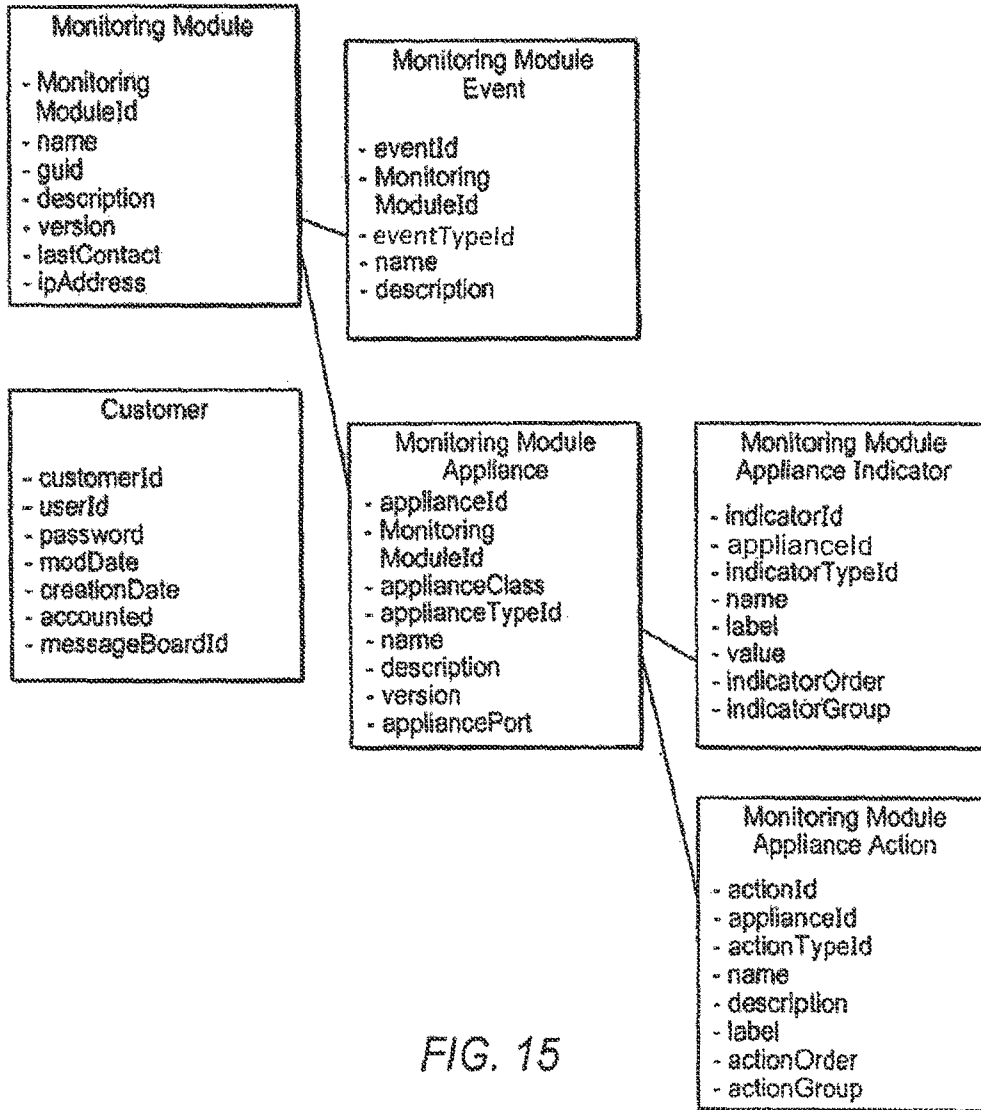 Monitoring Module
- Monitoring
ModuleId
- name
- guid
- description
- version
- lastContact
- ipAddress
Monitoring Module
Event
- eventId
- Monitoring
ModuleId
- eventTypeId
- name
- description
Customer
- customerId
- userId
- password
- modDate
- creationDate
- accounted
- messageBoardId
Monitoring Module
Appliance
- applianceId
- Monitoring
ModuleId
- applianceClass
- applianceTypeId
- name
- description
- version
- appliancePort
Monitoring Module
Appliance Indicator
- indicatorId
- applianceId
- indicatorTypeId
- name
- label
- value
- indicatorOrder
- indicatorGroup
Monitoring Module
Appliance Action
- actionId
- applianceId
- actionTypeId
- name
- description
- label
- actionOrder
- actionGroup
FIG. 15